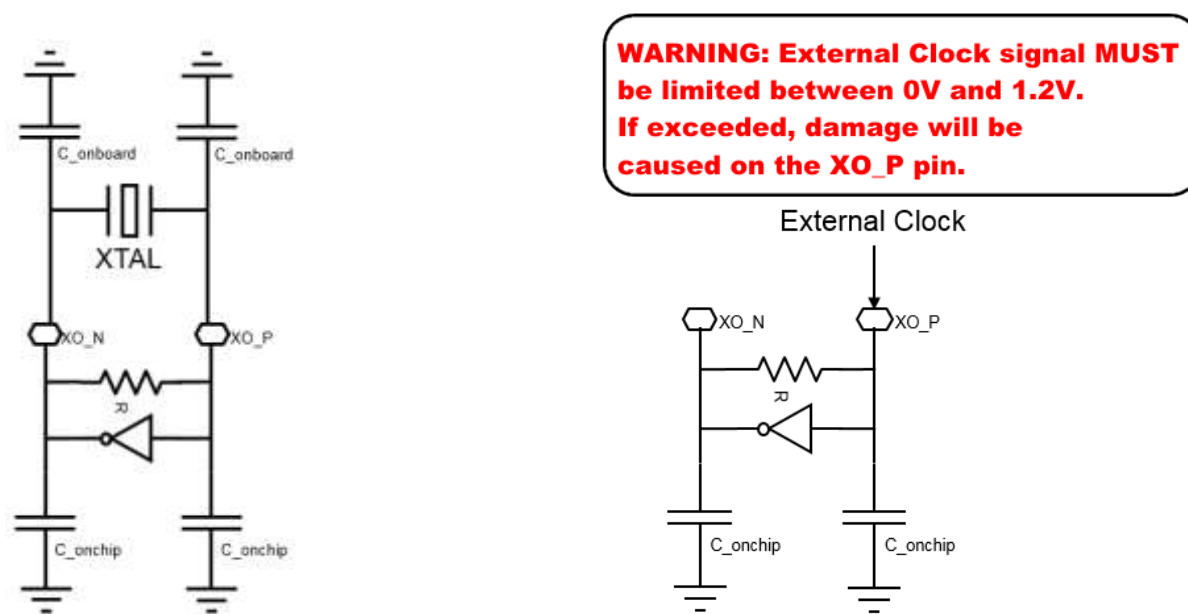 C_onboard
C_onboard
XTAL
XO_N
XO_P
R
C_onchip
C_onchip
WARNING: External Clock signal MUST
be limited between 0V and 1.2V.
If exceeded, damage will be
caused on the XO_P pin.
External Clock
XO_N
XO_P
R
C_onchip
C_onchip